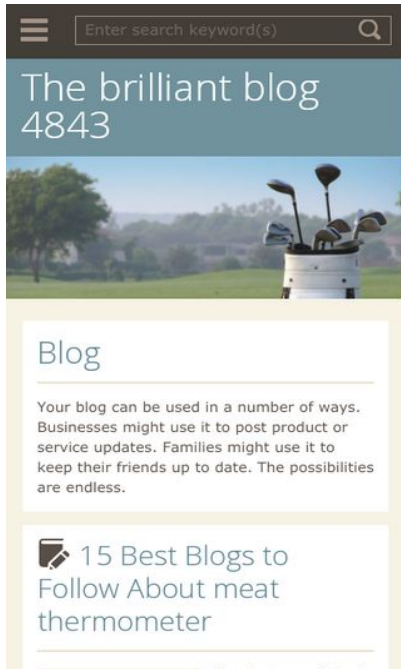 Enter search keyword(s)
The brilliant blog
4843
Blog
Your blog can be used in a number of ways.
Businesses might use it to post product or
service updates. Families might use it to
keep their friends up to date. The possibilities
are endless.
15 Best Blogs to
Follow About meat
thermometer